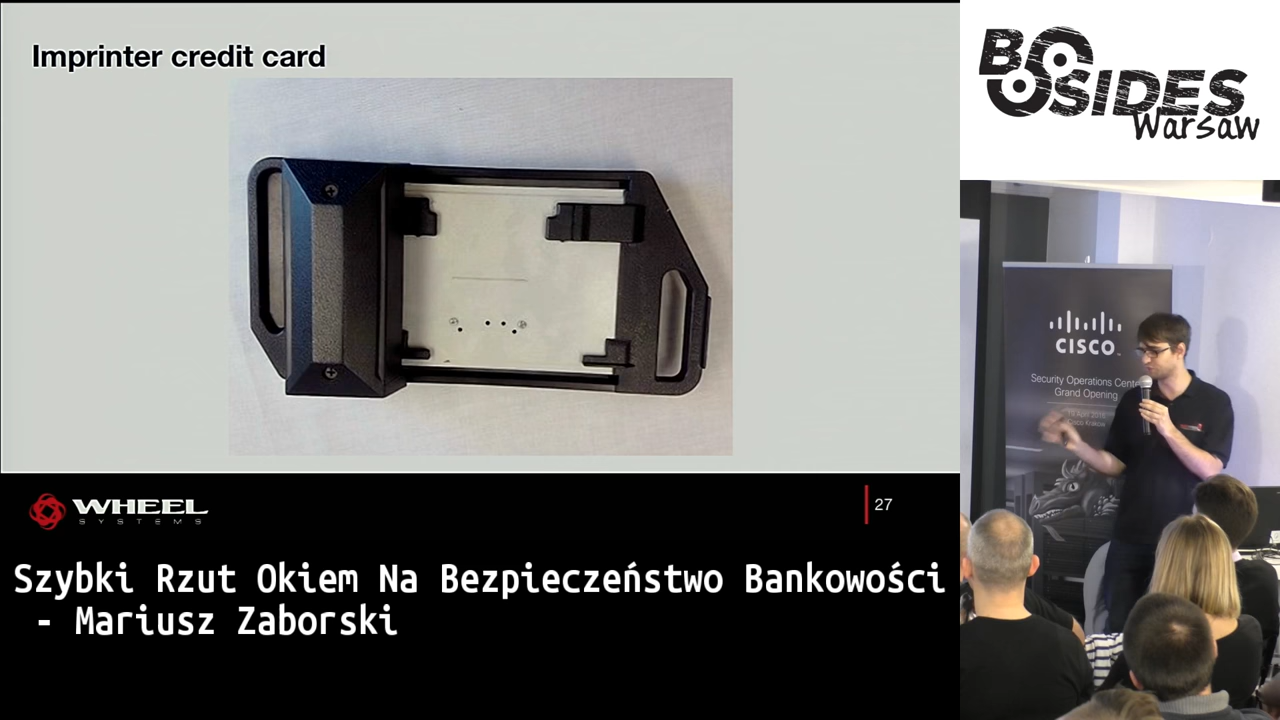 Imprinter credit card
WHEEL
SYSTEMS
27
Szybki Rzut Okiem Na Bezpieczeństwo Bankowości
- Mariusz Zaborski
BSIDES
Warsaw
CISCO
Security Operations Center
Grand Opening